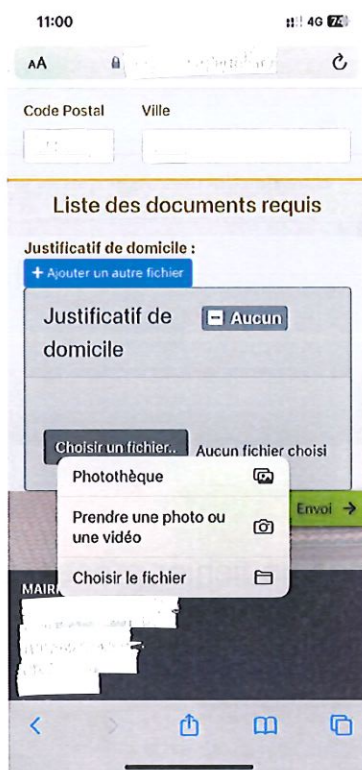 11:00
4G 74
AA
Code Postal Ville
Liste des documents requis
Justificatif de domicile :
+ Ajouter un autre fichier
Justificatif de
domicile
Aucun
Choisir un fichier.. Aucun fichier choisi
Photothèque
Prendre une photo ou
une vidéo
Choisir le fichier
Envoi →